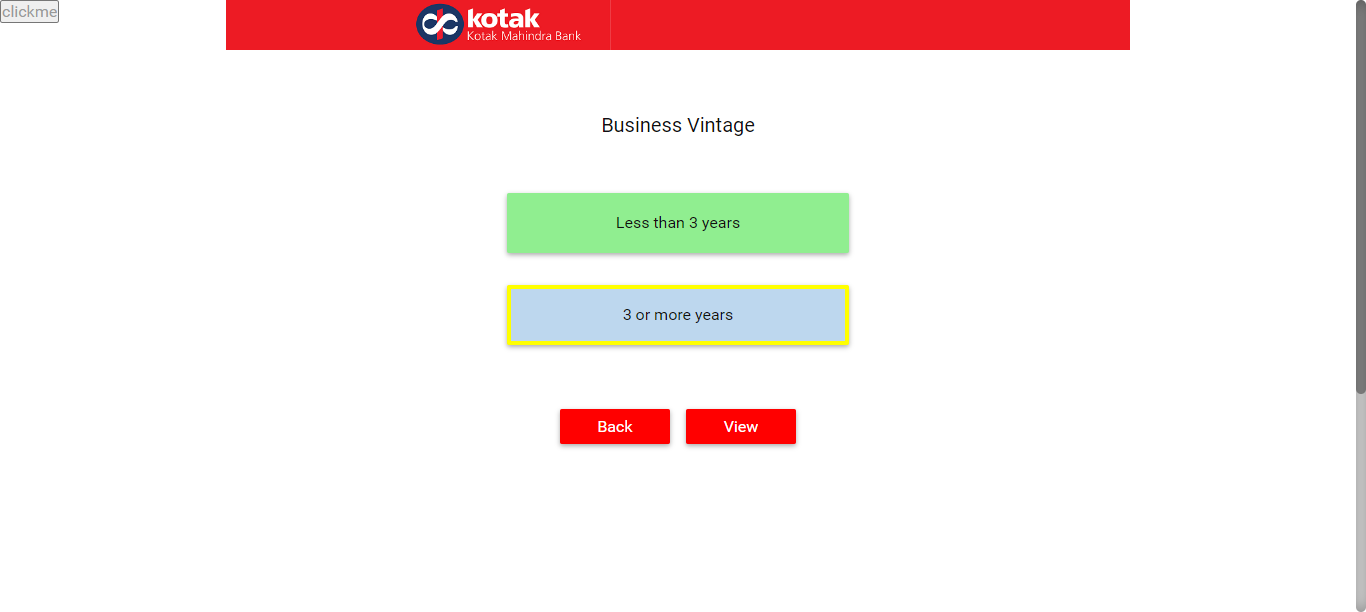 clickme
kotak
Kotak Mahindra Bank
Business Vintage
Less than 3 years
3 or more years
Back View